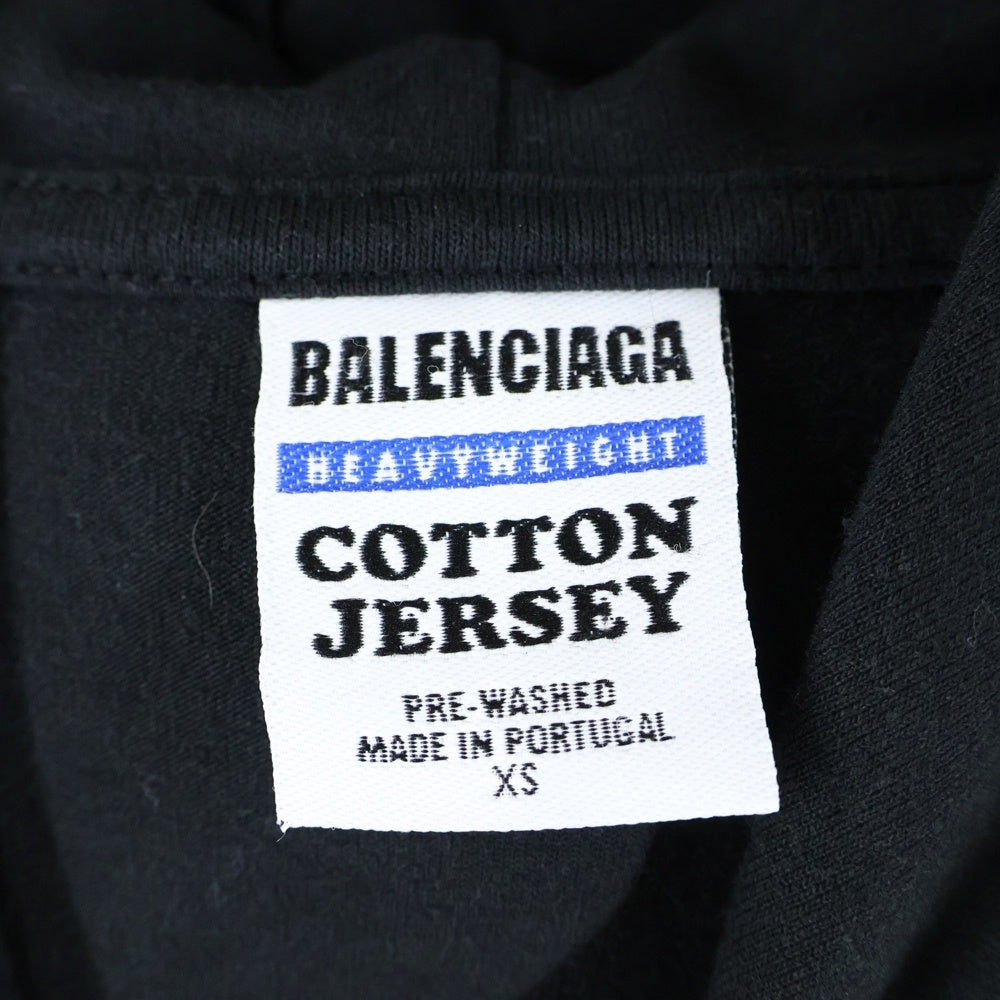 BALENCIAGA
HEAVYWEIGHT
COTTON
JERSEY
PRE-WASHED
MADE IN PORTUGAL
XS